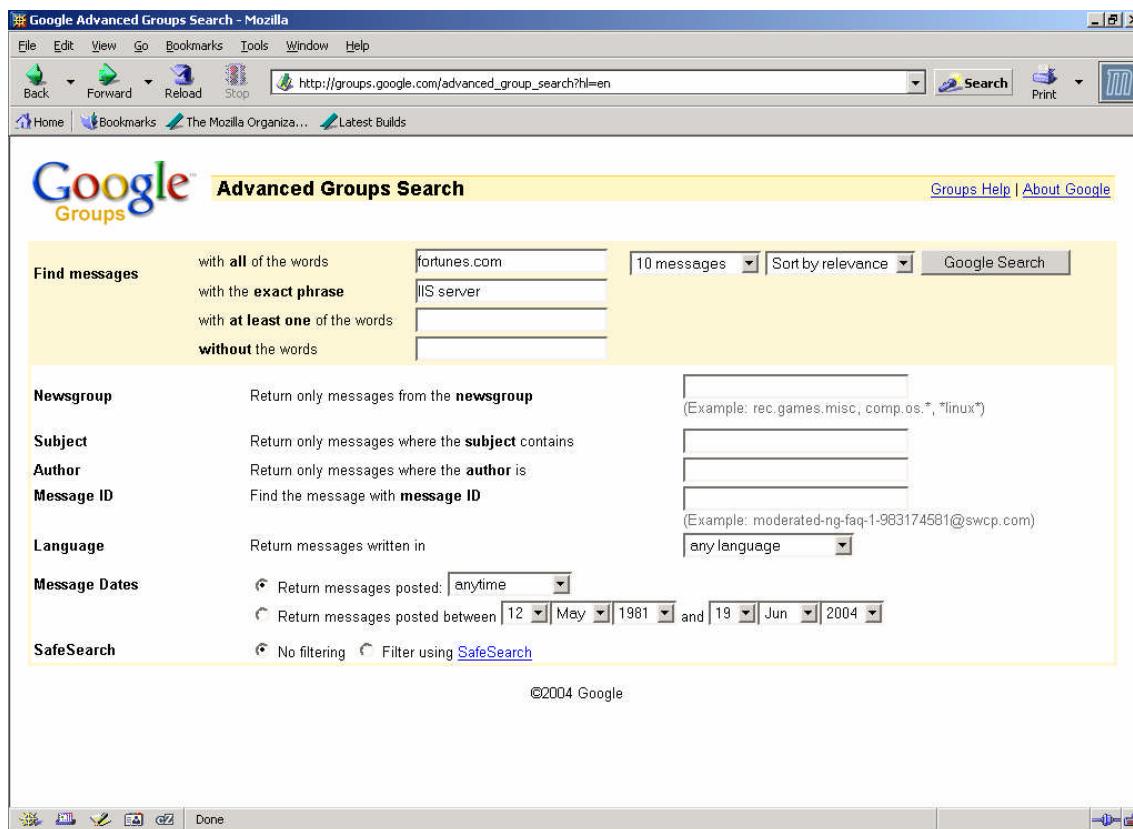 Google Advanced Groups Search - Mozilla
File Edit View Go Bookmarks Tools Window Help
Back Forward Reload Stop http://groups.google.com/advanced_group_search?hl=en Search Print
Home Bookmarks The Mozilla Organiza... Latest Builds
Google Groups Advanced Groups Search Groups Help | About Google
Find messages with all of the words fortunes.com 10 messages Sort by relevance Google Search
with the exact phrase IIS server
with at least one of the words
without the words
Newsgroup Return only messages from the newsgroup
(Example: rec.games.misc, comp.os.*, *linux*)
Subject Return only messages where the subject contains
Author Return only messages where the author is
Message ID Find the message with message ID
(Example: moderated-ng-faq-1-983174581@swcp.com)
Language Return messages written in any language
Message Dates Return messages posted: anytime
Return messages posted between 12 May 1981 and 19 Jun 2004
SafeSearch No filtering Filter using SafeSearch
©2004 Google
Done